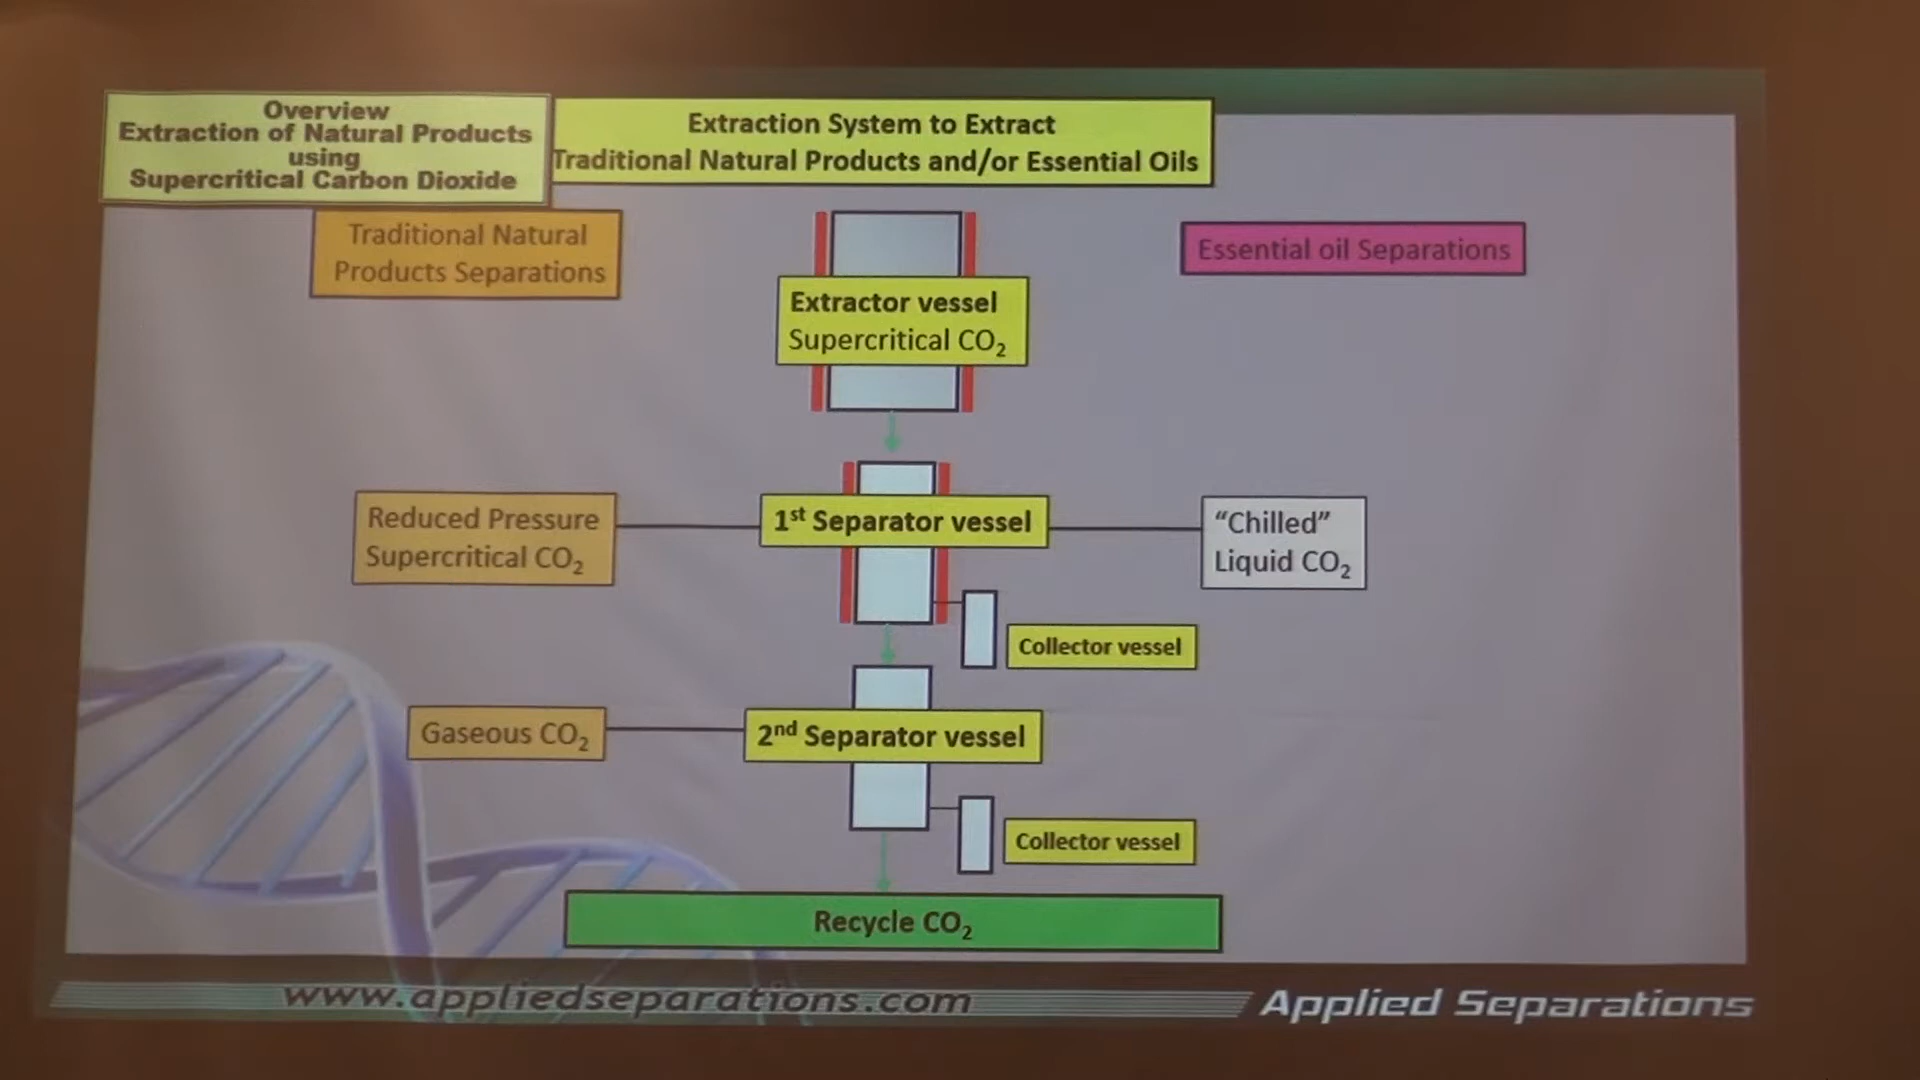 Overview
Extraction of Natural Products
using
Supercritical Carbon Dioxide
Extraction System to Extract
Traditional Natural Products and/or Essential Oils
Traditional Natural
Products Separations
Essential oil Separations
Extractor vessel
Supercritical CO₂
Reduced Pressure
Supercritical CO₂
1st Separator vessel
“Chilled”
Liquid CO₂
Collector vessel
Gaseous CO₂
2nd Separator vessel
Collector vessel
Recycle CO₂
www.appliedseparations.com
Applied Separations